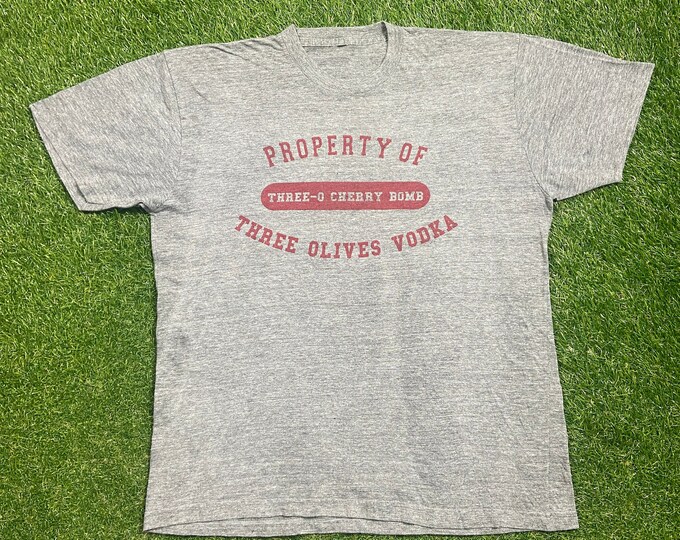 PROPERTY OF
THREE-O CHERRY BOMB
THREE OLIVES VODKA